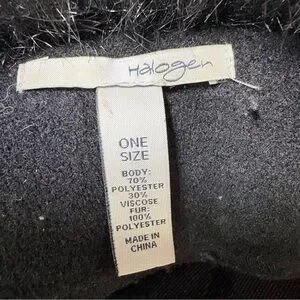 Halogen
ONE
SIZE
BODY:
70%
POLYESTER
30%
VISCOSE
FUR:
100%
POLYESTER
MADE IN
CHINA